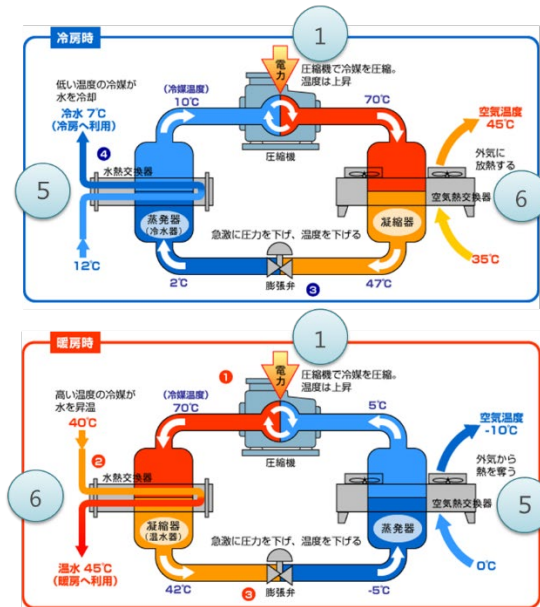 冷房時
1
低い温度の冷媒が
水を冷却
冷水 7℃
(冷房へ利用)
(冷媒温度)
10℃
電力
圧縮機で冷媒を圧縮。
温度は上昇
70℃
空気温度
45℃
圧縮機
外気に
放熱する
❹
水熱交換器
5
空気熱交換器
6
蒸発器
(冷水器)
急激に圧力を下げ、温度を下げる
凝縮器
12℃
2℃
膨張弁
❸
47℃
35℃
暖房時
1
高い温度の冷媒が
水を昇温
40℃
❶
(冷媒温度)
70℃
電力
圧縮機で冷媒を圧縮。
温度は上昇
5℃
空気温度
-10℃
圧縮機
外気から
熱を奪う
❷
水熱交換器
6
空気熱交換器
5
凝縮器
(温水器)
急激に圧力を下げ、温度を下げる
蒸発器
温水 45℃
(暖房へ利用)
42℃
❸
膨張弁
-5℃
0℃